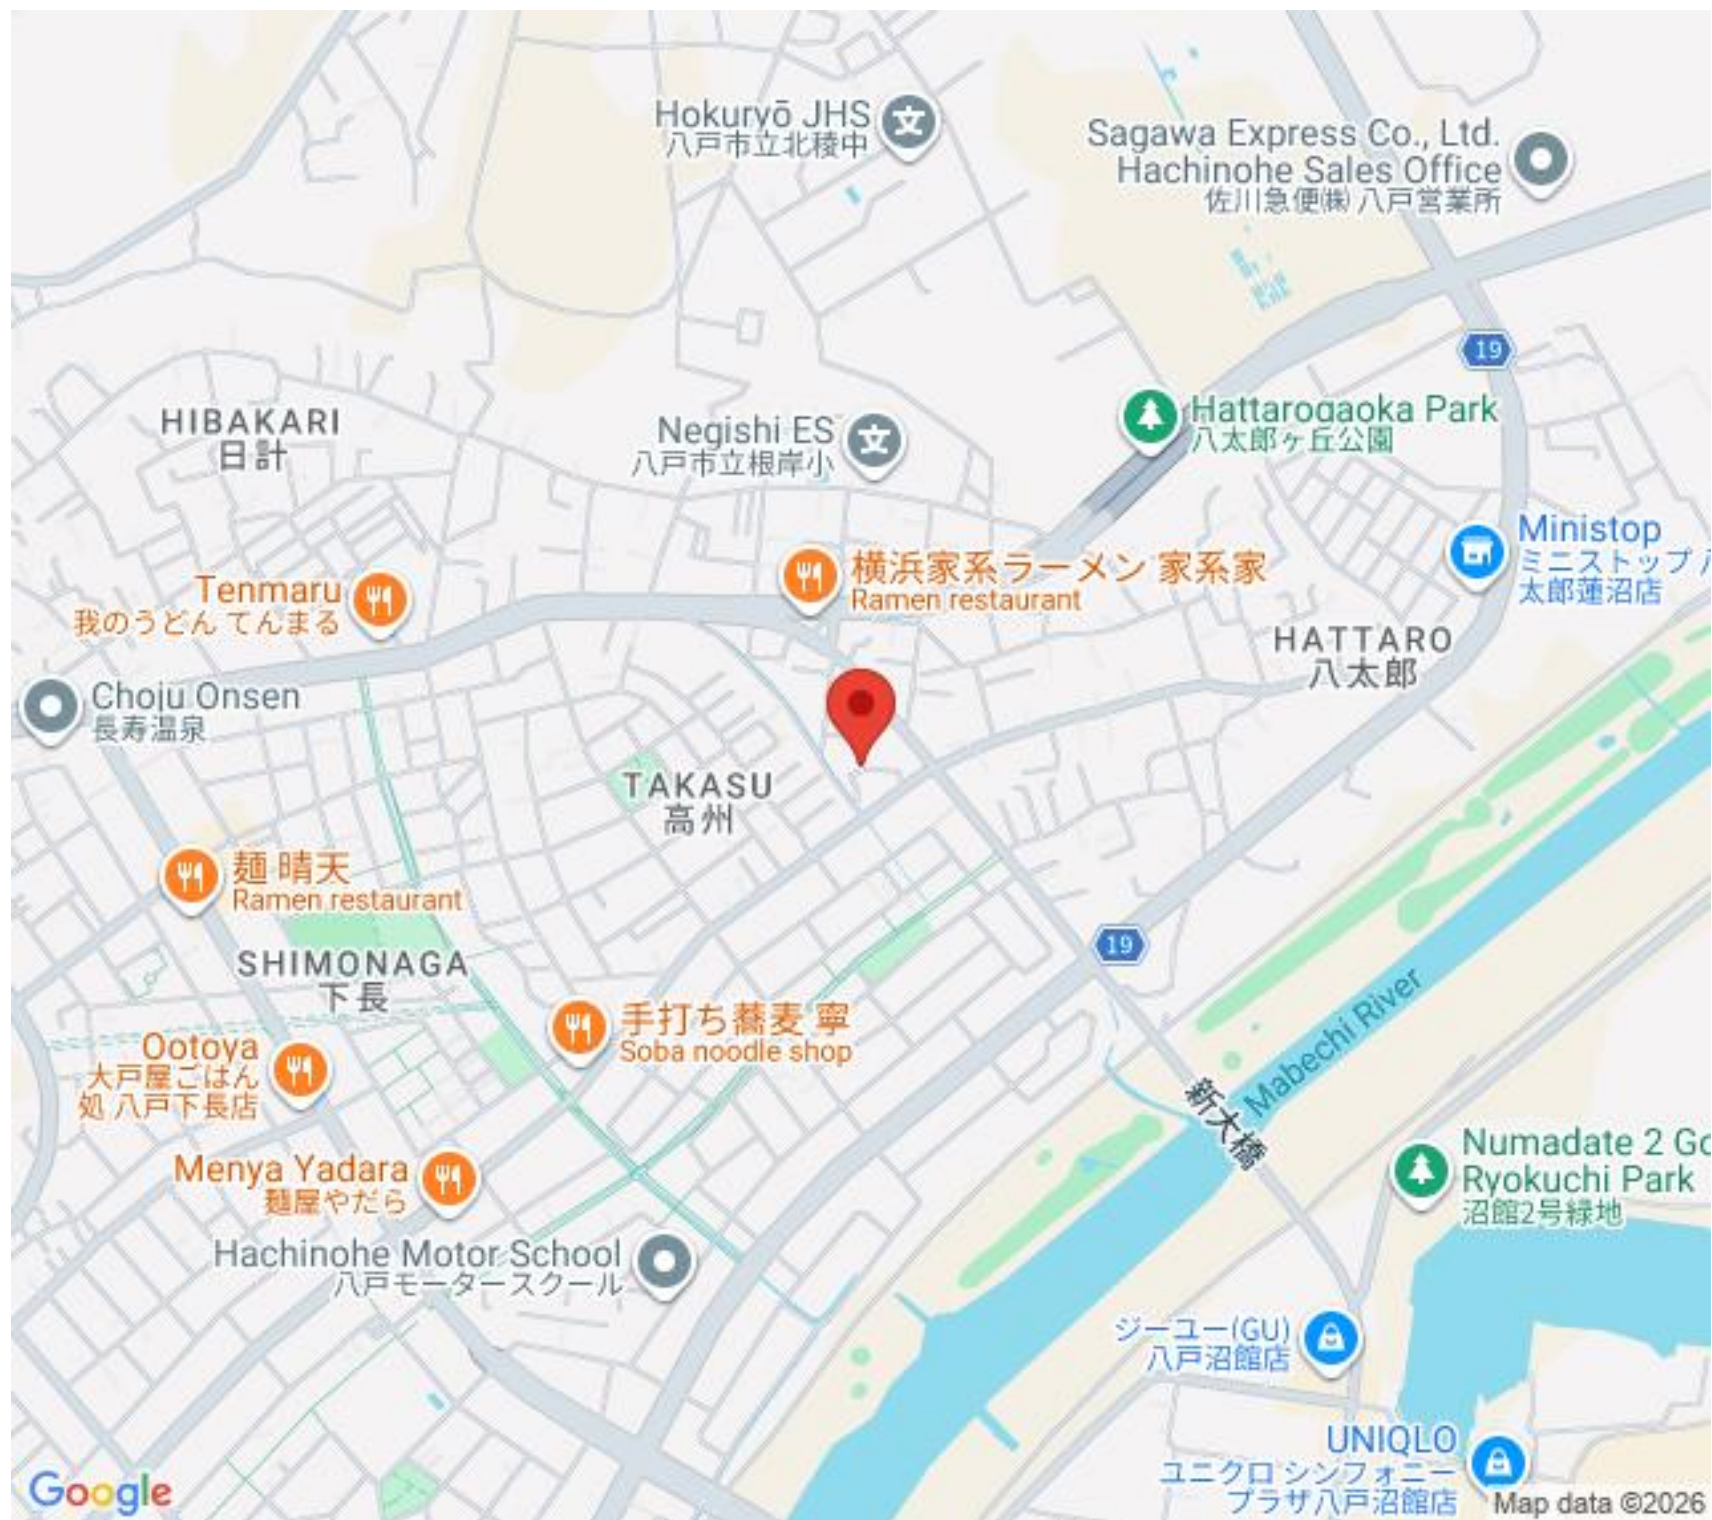 Hokuryō JHS
八戸市立北稜中
Sagawa Express Co., Ltd.
Hachinohe Sales Office
佐川急便㈱ 八戸営業所
19
HIBAKARI
日計
Negishi ES
八戸市立根岸小
Hattarogaoka Park
八太郎ヶ丘公園
Ministop
ミニストップ 八
太郎蓮沼店
横浜家系ラーメン 家系家
Ramen restaurant
Tenmaru
我のうどん てんまる
HATTARO
八太郎
Choju Onsen
長寿温泉
TAKASU
高州
麺 晴天
Ramen restaurant
19
SHIMONAGA
下長
手打ち蕎麦 寧
Soba noodle shop
Mabechi River
新大橋
Ootoya
大戸屋ごはん
処 八戸下長店
Menya Yadara
麺屋やだら
Numadate 2 Go
Ryokuchi Park
沼館2号緑地
Hachinohe Motor School
八戸モータースクール
ジーユー(GU)
八戸沼館店
UNIQLO
ユニクロ シンフォニー
プラザ八戸沼館店
Google
Map data ©2026